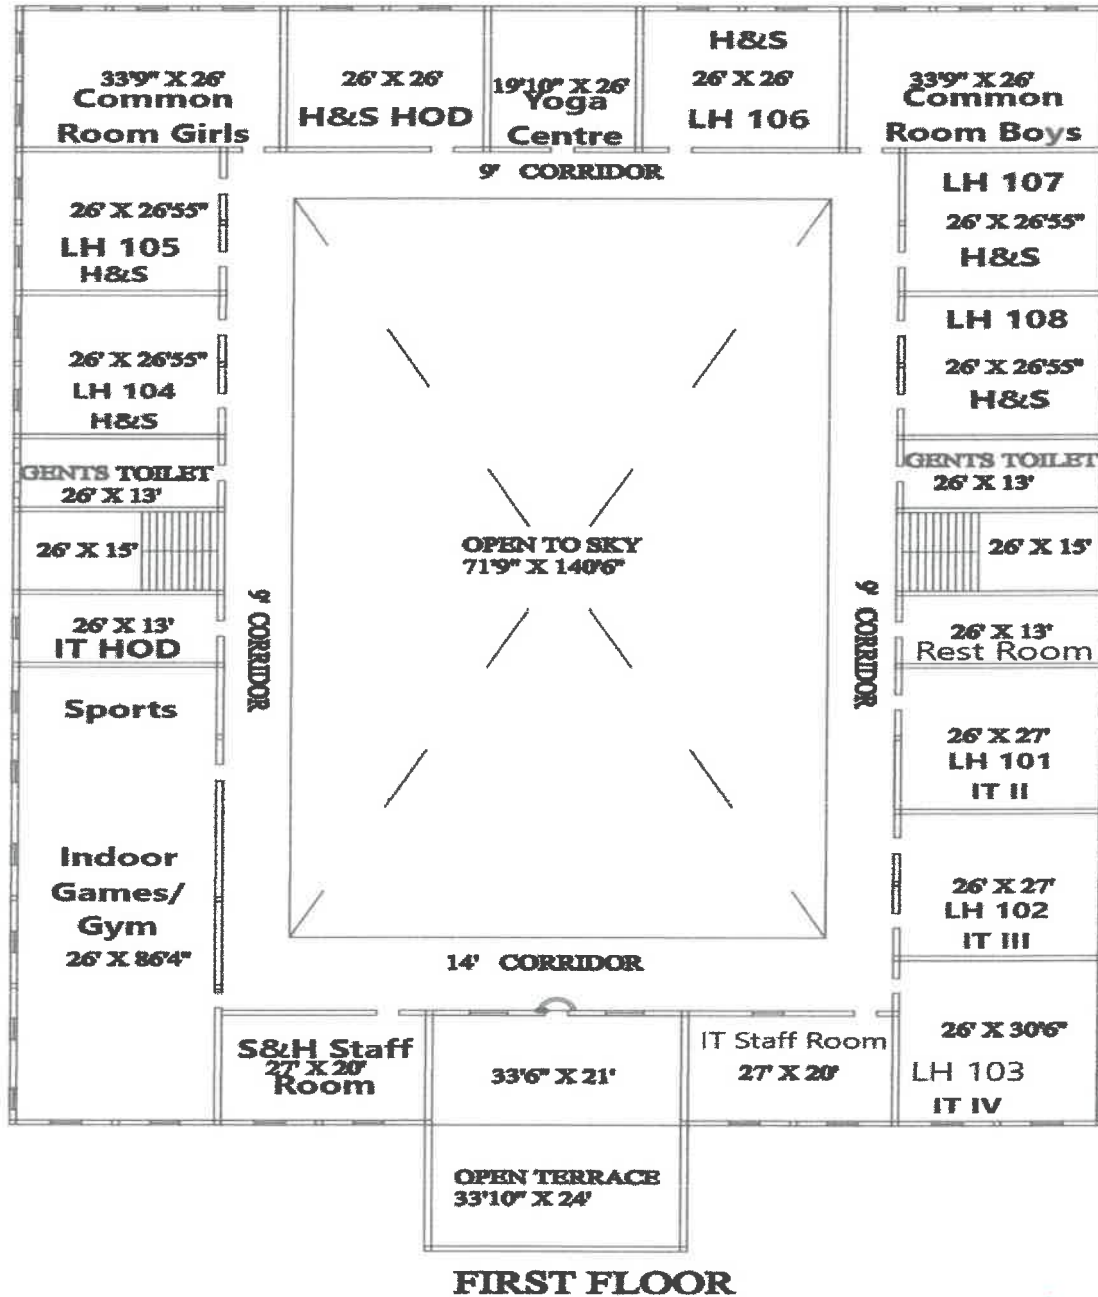 33'9" X 26'
Common
Room Girls
26' X 26'
H&S HOD
19'10" X 26'
Yoga
Centre
H&S
26' X 26'
LH 106
33'9" X 26'
Common
Room Boys
9' CORRIDOR
26' X 26'55"
LH 105
H&S
LH 107
26' X 26'55"
H&S
26' X 26'55"
LH 104
H&S
LH 108
26' X 26'55"
H&S
GENTS TOILET
26' X 13'
GENTS TOILET
26' X 13'
26' X 15'
OPEN TO SKY
71'9" X 140'6"
26' X 15'
9' CORRIDOR
9' CORRIDOR
26' X 13'
IT HOD
26' X 13'
Rest Room
Sports
Indoor
Games/
Gym
26' X 86'4"
26' X 27'
LH 101
IT II
26' X 27'
LH 102
IT III
14' CORRIDOR
S&H Staff
27' X 20'
Room
33'6" X 21'
IT Staff Room
27' X 20'
26' X 30'6"
LH 103
IT IV
OPEN TERRACE
33'10" X 24'
FIRST FLOOR